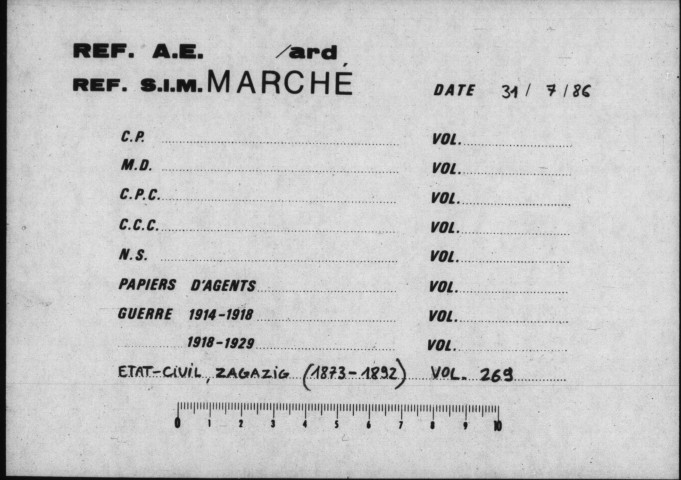 REF. A.E. /ard
REF. S.I.M. MARCHÉ DATE 31 / 7 / 86
C.P. VOL.
M.D. VOL.
C.P.C. VOL.
C.C.C. VOL.
N.S. VOL.
PAPIERS D'AGENTS VOL.
GUERRE 1914-1918 VOL.
1918-1929 VOL.
ETAT-CIVIL, ZAGAZIG (1873-1892) VOL. 269
0 1 2 3 4 5 6 7 8 9 10